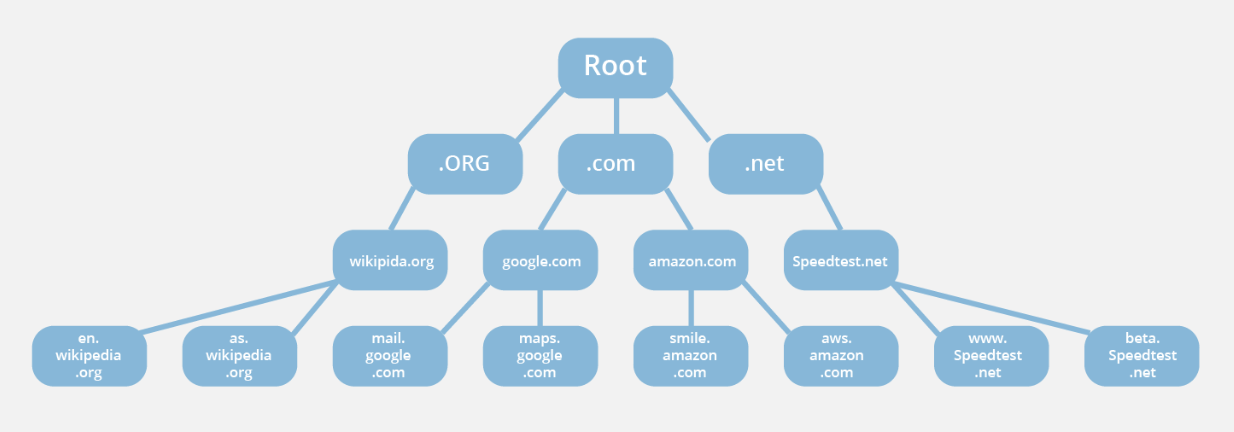 Root
.ORG
.com
.net
wikipida.org
google.com
amazon.com
Speedtest.net
en.
wikipedia
.org
as.
wikipedia
.org
mail.
google
.com
maps.
google
.com
smile.
amazon
.com
aws.
amazon
.com
www.
Speedtest
.net
beta.
Speedtest
.net